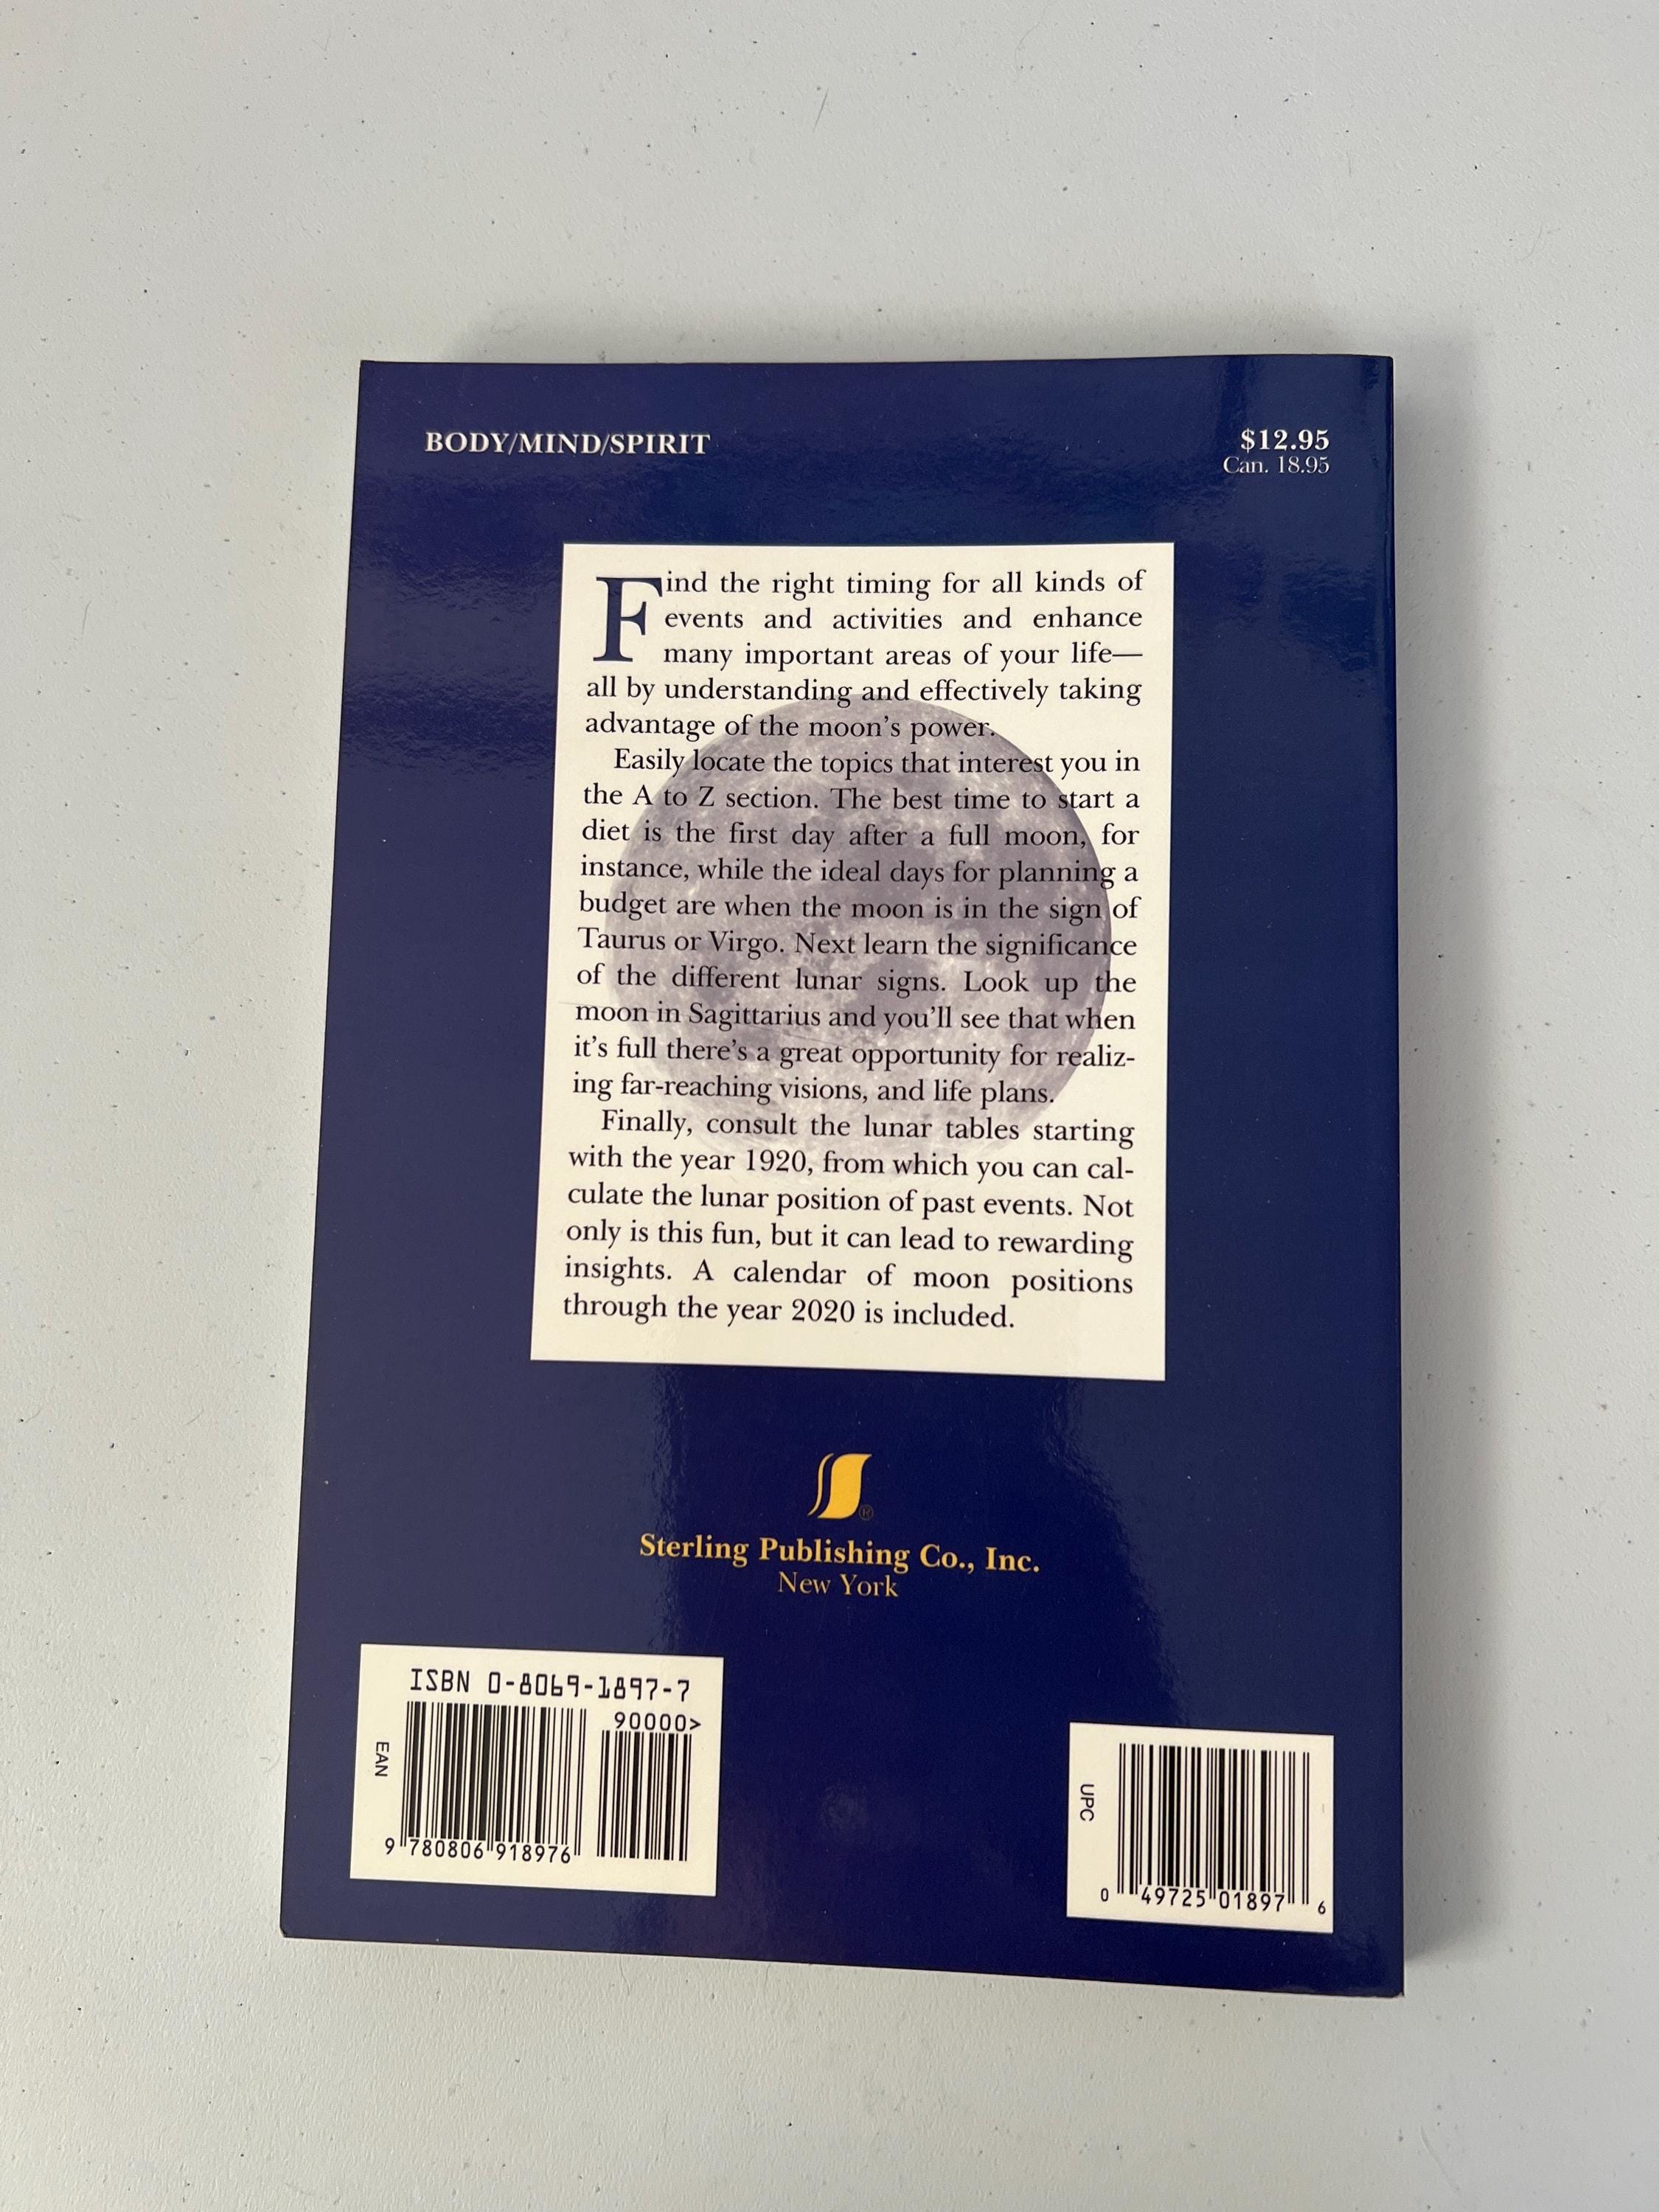 BODY/MIND/SPIRIT
$12.95
Can. 18.95
Find the right timing for all kinds of
events and activities and enhance
many important areas of your life—
all by understanding and effectively taking
advantage of the moon's power.
Easily locate the topics that interest you in
the A to Z section. The best time to start a
diet is the first day after a full moon, for
instance, while the ideal days for planning a
budget are when the moon is in the sign of
Taurus or Virgo. Next learn the significance
of the different lunar signs. Look up the
moon in Sagittarius and you'll see that when
it's full there's a great opportunity for realiz-
ing far-reaching visions, and life plans.
Finally, consult the lunar tables starting
with the year 1920, from which you can cal-
culate the lunar position of past events. Not
only is this fun, but it can lead to rewarding
insights. A calendar of moon positions
through the year 2020 is included.
®
Sterling Publishing Co., Inc.
New York
ISBN 0-8069-1897-7
90000>
EAN
9 780806 918976
UPC
0 49725 01897 6